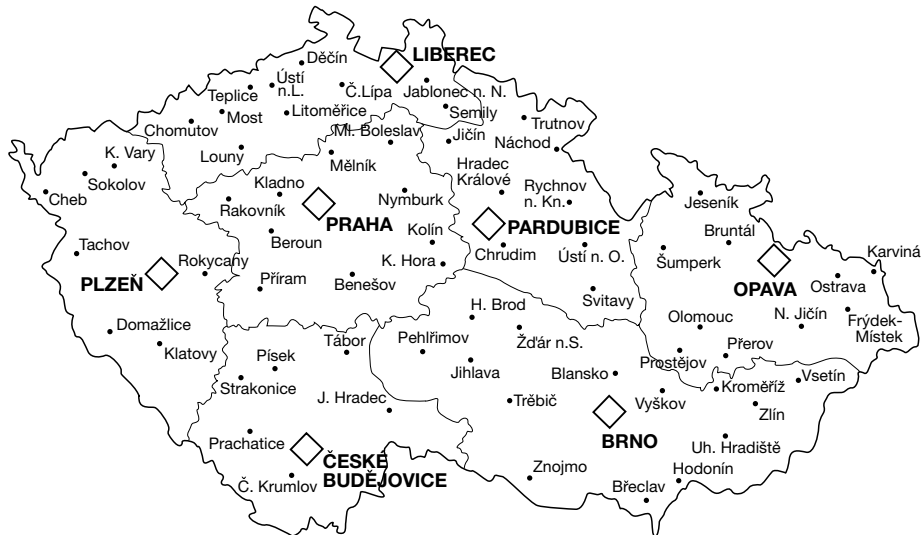 Děčín
LIBEREC
Teplice
Ústí
n.L.
Č.Lípa
Jablonec n. N.
Most
Litoměřice
Semily
Chomutov
Ml. Boleslav
Jičín
Trutnov
Louny
Mělník
Náchod
K. Vary
Sokolov
Cheb
Kladno
Rakovník
PRAHA
Nymburk
Hradec
Králové
Rychnov
n. Kn.
Jeseník
Beroun
Kolín
PARDUBICE
Chrudim
Ústí n. O.
Bruntál
Šumperk
Karviná
Tachov
Rokycany
PLZEŇ
Příram
K. Hora
Benešov
OPAVA
Ostrava
Svitavy
Domažlice
Klatovy
H. Brod
Olomouc
N. Jičín
Frýdek-
Místek
Pehlřimov
Žďár n.S.
Tábor
Písek
Přerov
Prostějov
Strakonice
Jihlava
Blansko
Vsetín
Kroměříž
J. Hradec
Třebíč
Vyškov
Zlín
Prachatice
BRNO
Uh. Hradiště
ČESKÉ
BUDĚJOVICE
Č. Krumlov
Znojmo
Hodonín
Břeclav